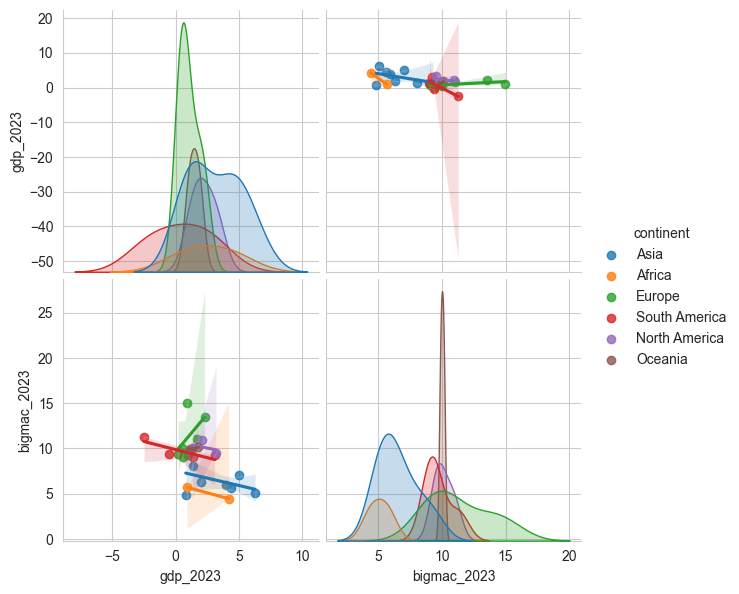 20
10
0
−10
−20
−30
−40
−50
gdp_2023
25
20
15
10
5
0
bigmac_2023
−5
0
5
10
gdp_2023
5
10
15
20
bigmac_2023
continent
Asia
Africa
Europe
South America
North America
Oceania